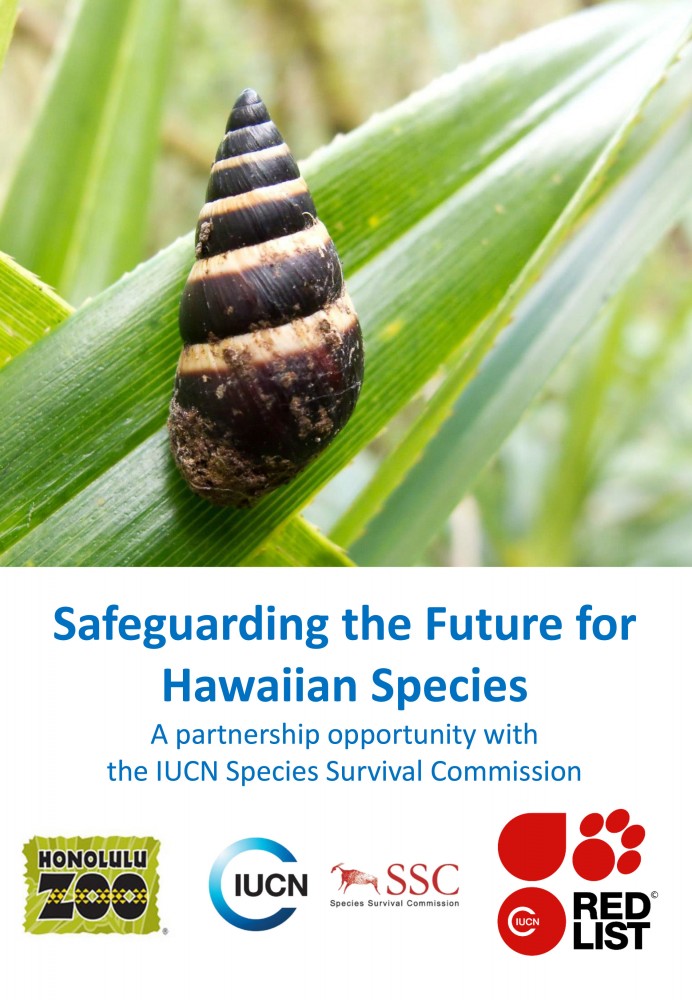 Safeguarding the Future for
Hawaiian Species
A partnership opportunity with
the IUCN Species Survival Commission
HONOLULU
ZOO
®
IUCN
SSC
Species Survival Commission
IUCN
RED
LIST
©